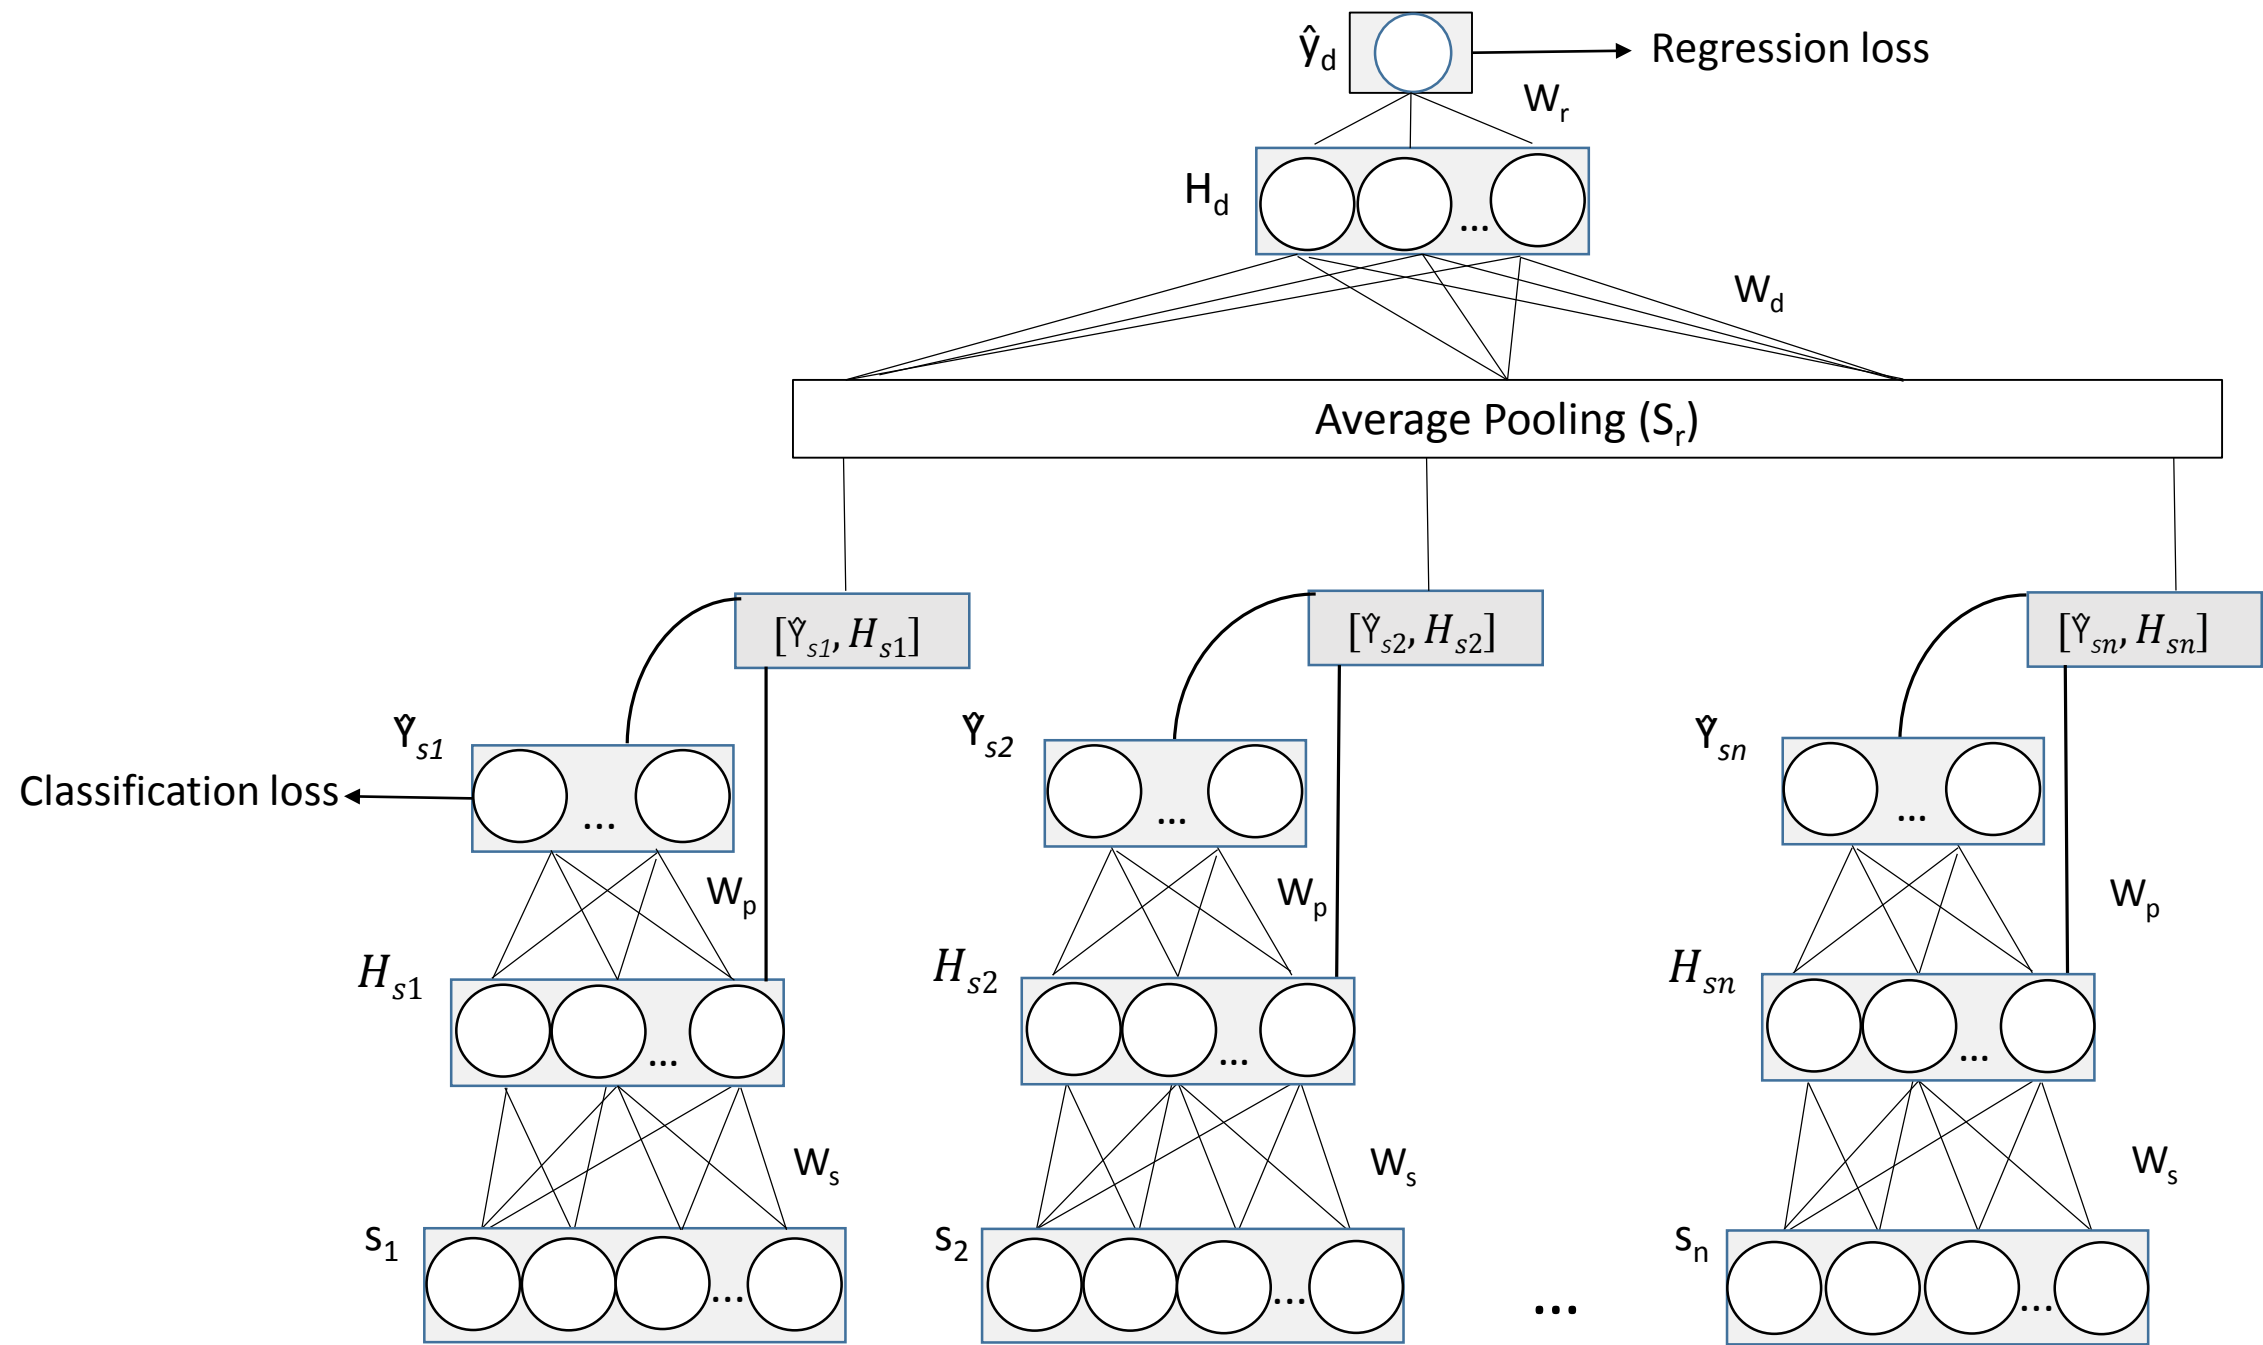 ŷd
Regression loss
Wr
Hd
...
Wd
Average Pooling (Sr)
[Ŷs1, Hs1]
[Ŷs2, Hs2]
[Ŷsn, Hsn]
Ŷs1
Ŷs2
Ŷsn
Classification loss
...
...
...
Wp
Wp
Wp
Hs1
Hs2
Hsn
...
...
...
Ws
Ws
Ws
s1
s2
sn
...
...
...
...